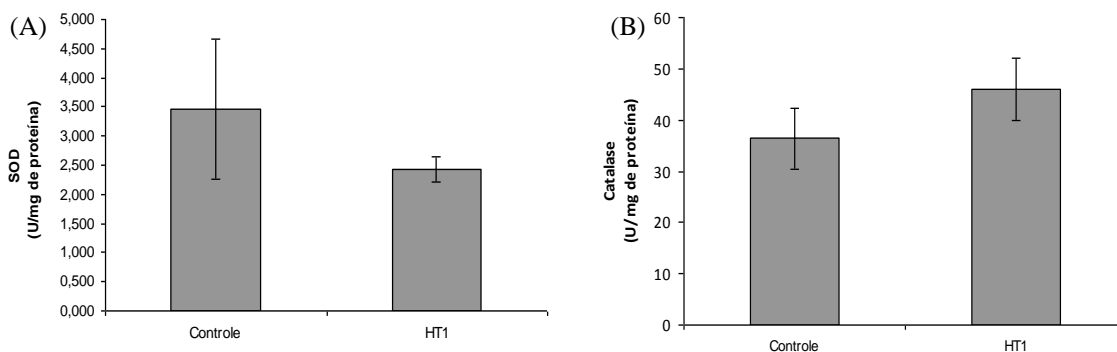 (A)
SOD
(U/mg de proteína)
5,000
4,500
4,000
3,500
3,000
2,500
2,000
1,500
1,000
0,500
0,000
Controle
HT1
(B)
Catalase
(U/ mg de proteína)
60
50
40
30
20
10
0
Controle
HT1